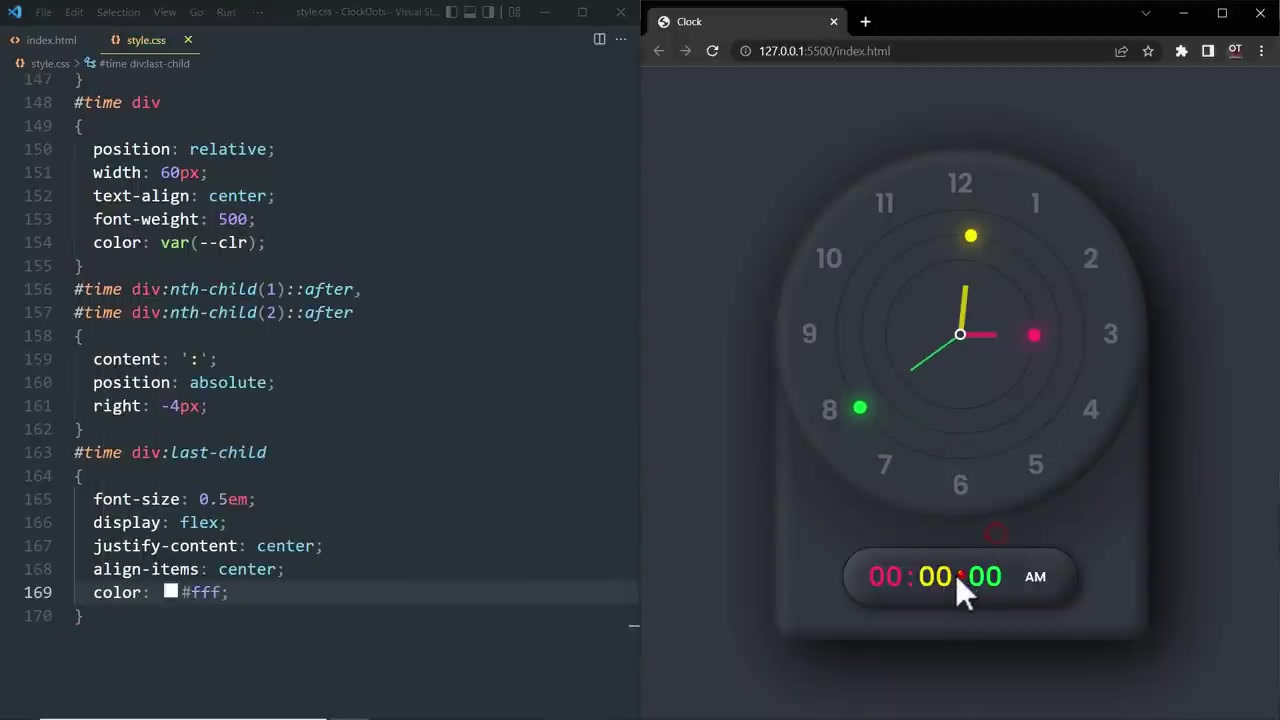 File Edit Selection View Go Run ··· style.css - ClockDots - Visual St...
index.html style.css
style.css > #time div:last-child
147 }
148 #time div
149 {
150 position: relative;
151 width: 60px;
152 text-align: center;
153 font-weight: 500;
154 color: var(--clr);
155 }
156 #time div:nth-child(1)::after,
157 #time div:nth-child(2)::after
158 {
159 content: ':';
160 position: absolute;
161 right: -4px;
162 }
163 #time div:last-child
164 {
165 font-size: 0.5em;
166 display: flex;
167 justify-content: center;
168 align-items: center;
169 color: #fff;
170 }
Clock
127.0.0.1:5500/index.html
OT
12
11 1
10 2
9 3
8 4
7 5
6
00:00:00 AM